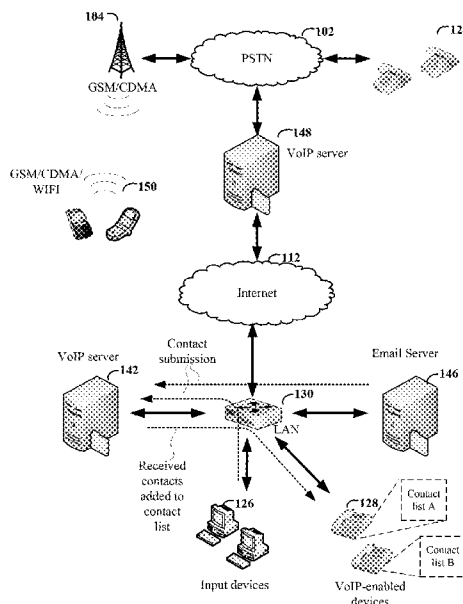 104
102
12
PSTN
GSM/CDMA
148
VoIP server
GSM/CDMA/
WIFI
150
112
Internet
Contact
submission
VoIP server
142
Email Server
146
130
LAN
Received
contacts
added to
contact
list
126
128
Contact
list A
Contact
list B
Input devices
VoIP-enabled
devices